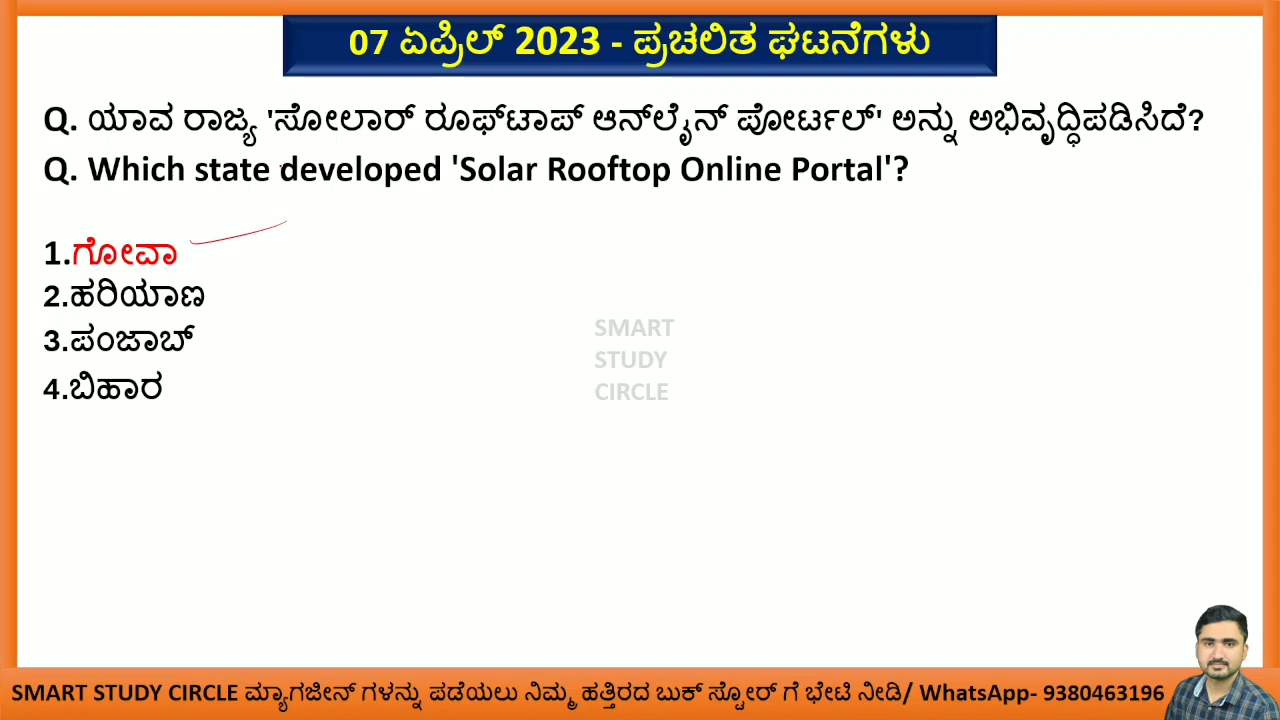 07 ಏಪ್ರಿಲ್ 2023 - ಪ್ರಚಲಿತ ಘಟನೆಗಳು
Q. ಯಾವ ರಾಜ್ಯ 'ಸೋಲಾರ್ ರೂಫ್‌ಟಾಪ್ ಆನ್‌ಲೈನ್ ಪೋರ್ಟಲ್' ಅನ್ನು ಅಭಿವೃದ್ಧಿಪಡಿಸಿದೆ?
Q. Which state developed 'Solar Rooftop Online Portal'?
1.ಗೋವಾ
2.ಹರಿಯಾಣ
3.ಪಂಜಾಬ್
4.ಬಿಹಾರ
SMART
STUDY
CIRCLE
SMART STUDY CIRCLE ಮ್ಯಾಗಜೀನ್ ಗಳನ್ನು ಪಡೆಯಲು ನಿಮ್ಮ ಹತ್ತಿರದ ಬುಕ್ ಸ್ಟೋರ್ ಗೆ ಭೇಟಿ ನೀಡಿ/ WhatsApp- 9380463196